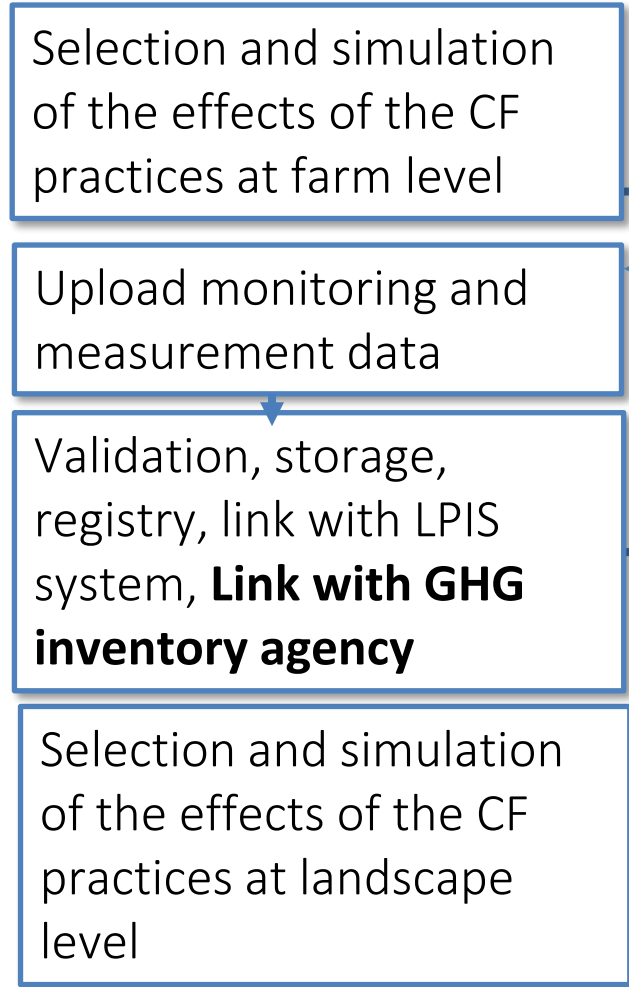 Selection and simulation
of the effects of the CF
practices at farm level
Upload monitoring and
measurement data
Validation, storage,
registry, link with LPIS
system, Link with GHG
inventory agency
Selection and simulation
of the effects of the CF
practices at landscape
level